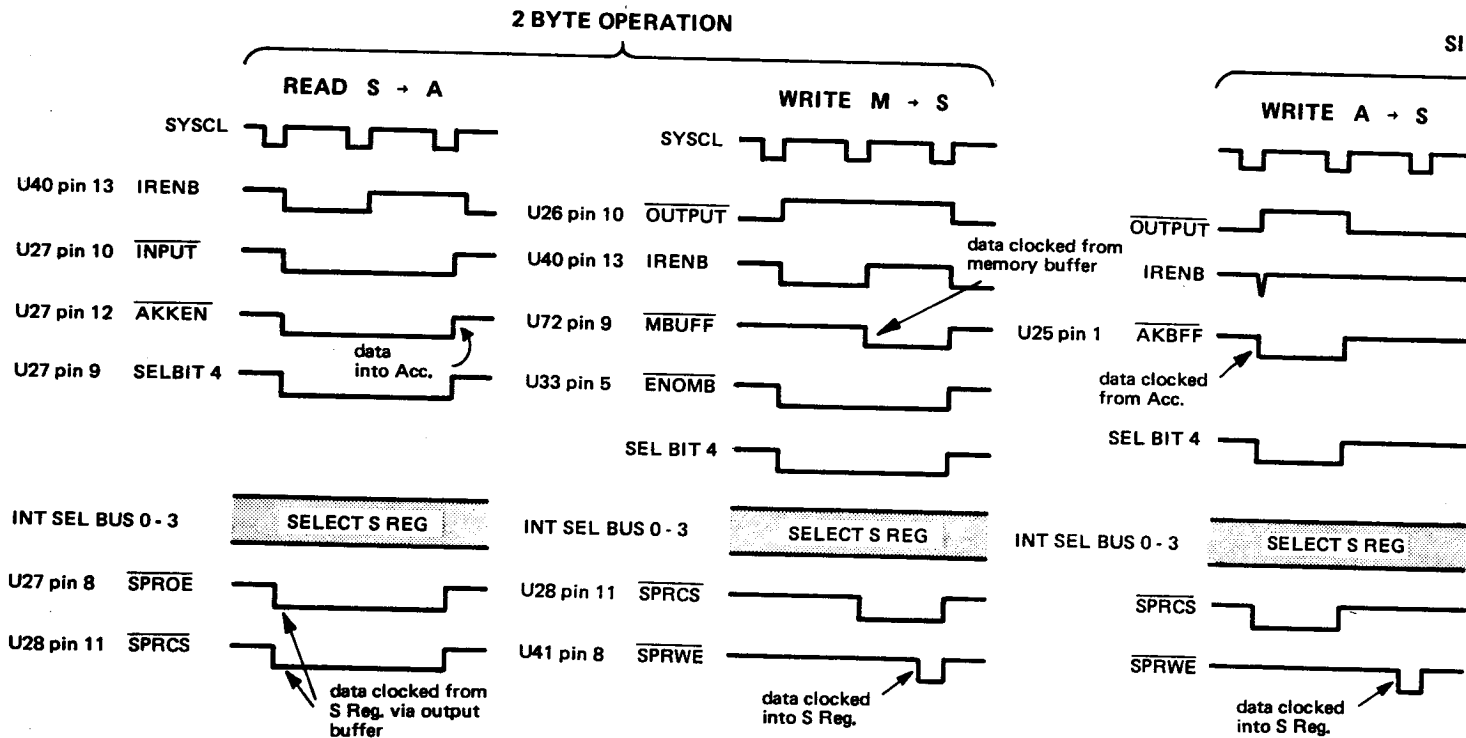 2 BYTE OPERATION
SI
READ S → A
WRITE M → S
WRITE A → S
SYSCL
SYSCL
U40 pin 13 IRENB
U26 pin 10 OUTPUT
OUTPUT
data clocked from
memory buffer
U27 pin 10 INPUT
U40 pin 13 IRENB
IRENB
U27 pin 12 AKKEN
U72 pin 9 MBUFF
U25 pin 1 AKBFF
data
into Acc.
U27 pin 9 SELBIT 4
U33 pin 5 ENOMB
data clocked
from Acc.
SEL BIT 4
SEL BIT 4
INT SEL BUS 0 - 3
SELECT S REG
INT SEL BUS 0 - 3
SELECT S REG
INT SEL BUS 0 - 3
SELECT S REG
U27 pin 8 SPROE
U28 pin 11 SPRCS
SPRCS
U28 pin 11 SPRCS
U41 pin 8 SPRWE
SPRWE
data clocked from
S Reg. via output
buffer
data clocked
into S Reg.
data clocked
into S Reg.